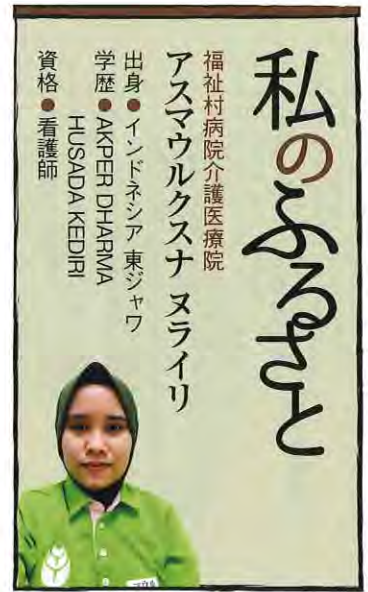 私のふるさと
福祉村病院介護医療院
アスマウルクスナ ヌライリ
出身●インドネシア 東ジャワ
学歴●AKPER DHARMA
HUSADA KEDIRI
資格●看護師